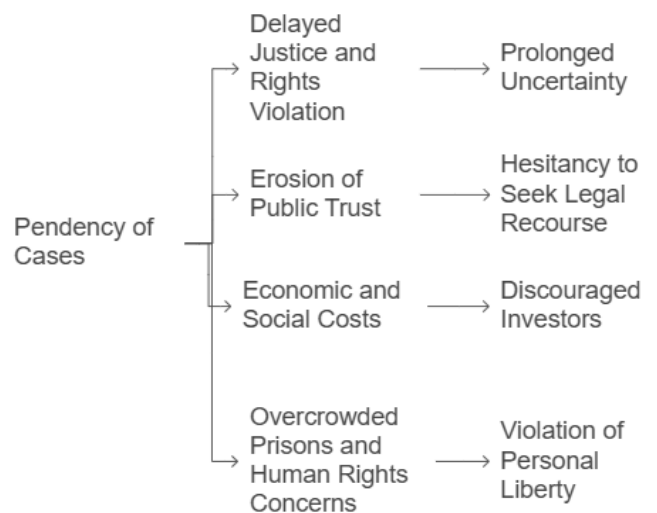 Pendency of
Cases
Delayed
Justice and
Rights
Violation
Prolonged
Uncertainty
Erosion of
Public Trust
Hesitancy to
Seek Legal
Recourse
Economic and
Social Costs
Discouraged
Investors
Overcrowded
Prisons and
Human Rights
Concerns
Violation of
Personal
Liberty